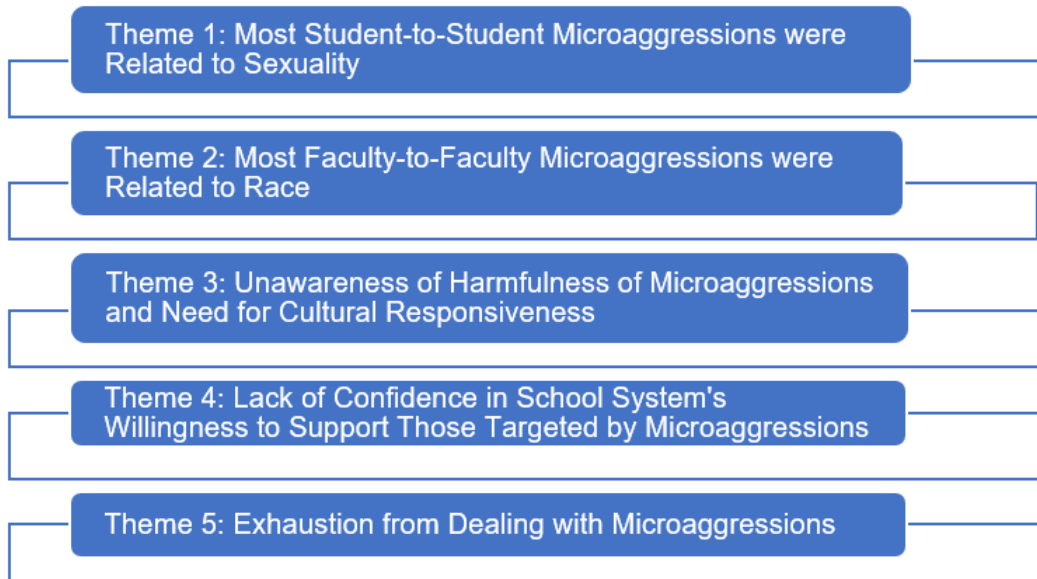 Theme 1: Most Student-to-Student Microaggressions were
Related to Sexuality
Theme 2: Most Faculty-to-Faculty Microaggressions were
Related to Race
Theme 3: Unawareness of Harmfulness of Microaggressions
and Need for Cultural Responsiveness
Theme 4: Lack of Confidence in School System's
Willingness to Support Those Targeted by Microaggressions
Theme 5: Exhaustion from Dealing with Microaggressions